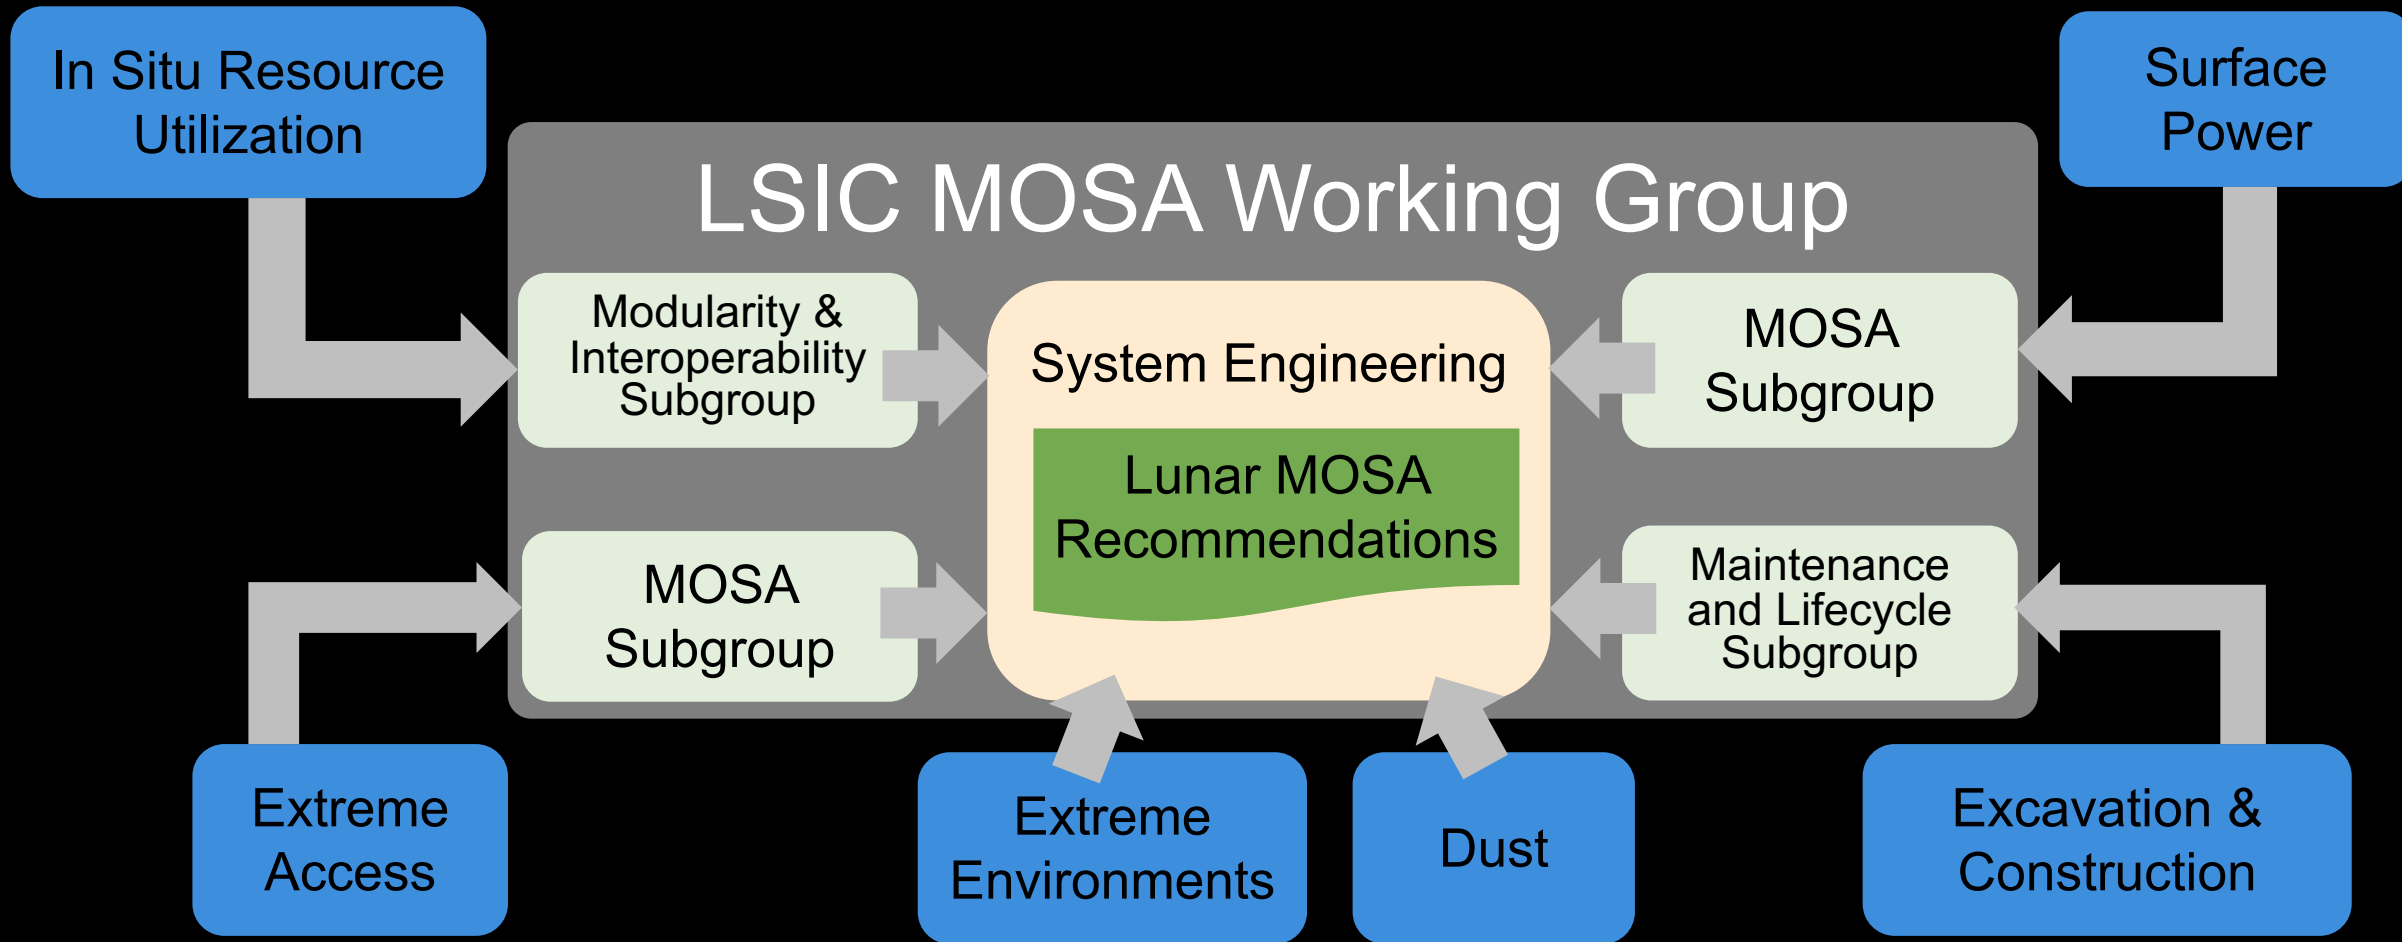 In Situ Resource
Utilization
Surface
Power
LSIC MOSA Working Group
Modularity &
Interoperability
Subgroup
System Engineering
MOSA
Subgroup
Lunar MOSA
Recommendations
MOSA
Subgroup
Maintenance
and Lifecycle
Subgroup
Extreme
Access
Extreme
Environments
Dust
Excavation &
Construction